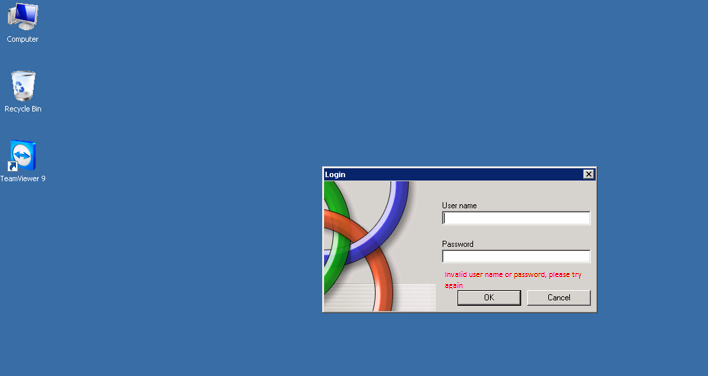 Computer
Recycle Bin
TeamViewer 9
Login
User name
Password
Invalid user name or password, please try
again
OK
Cancel